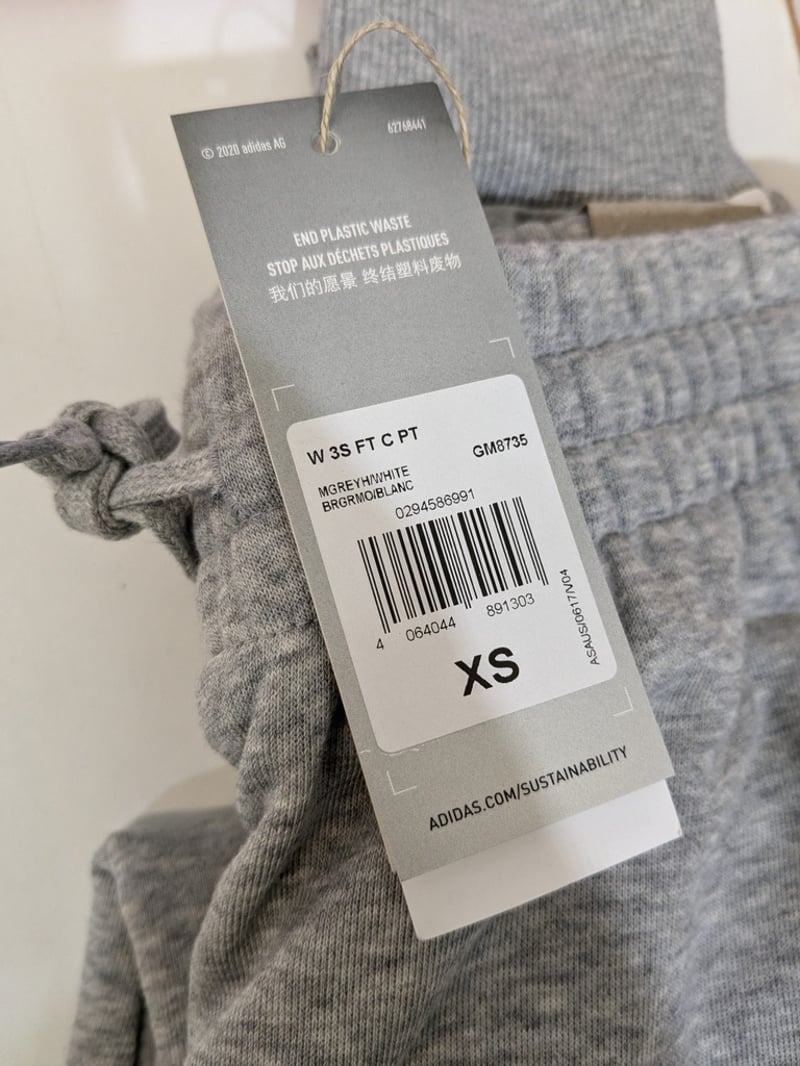 © 2020 adidas AG
62768441
END PLASTIC WASTE
STOP AUX DÉCHETS PLASTIQUES
我们的愿景 终结塑料废物
W 3S FT C PT
GM8735
MGREYH/WHITE
BRGRMO/BLANC
0294586991
4 064044 891303
ASAUS/0617/V04
XS
ADIDAS.COM/SUSTAINABILITY